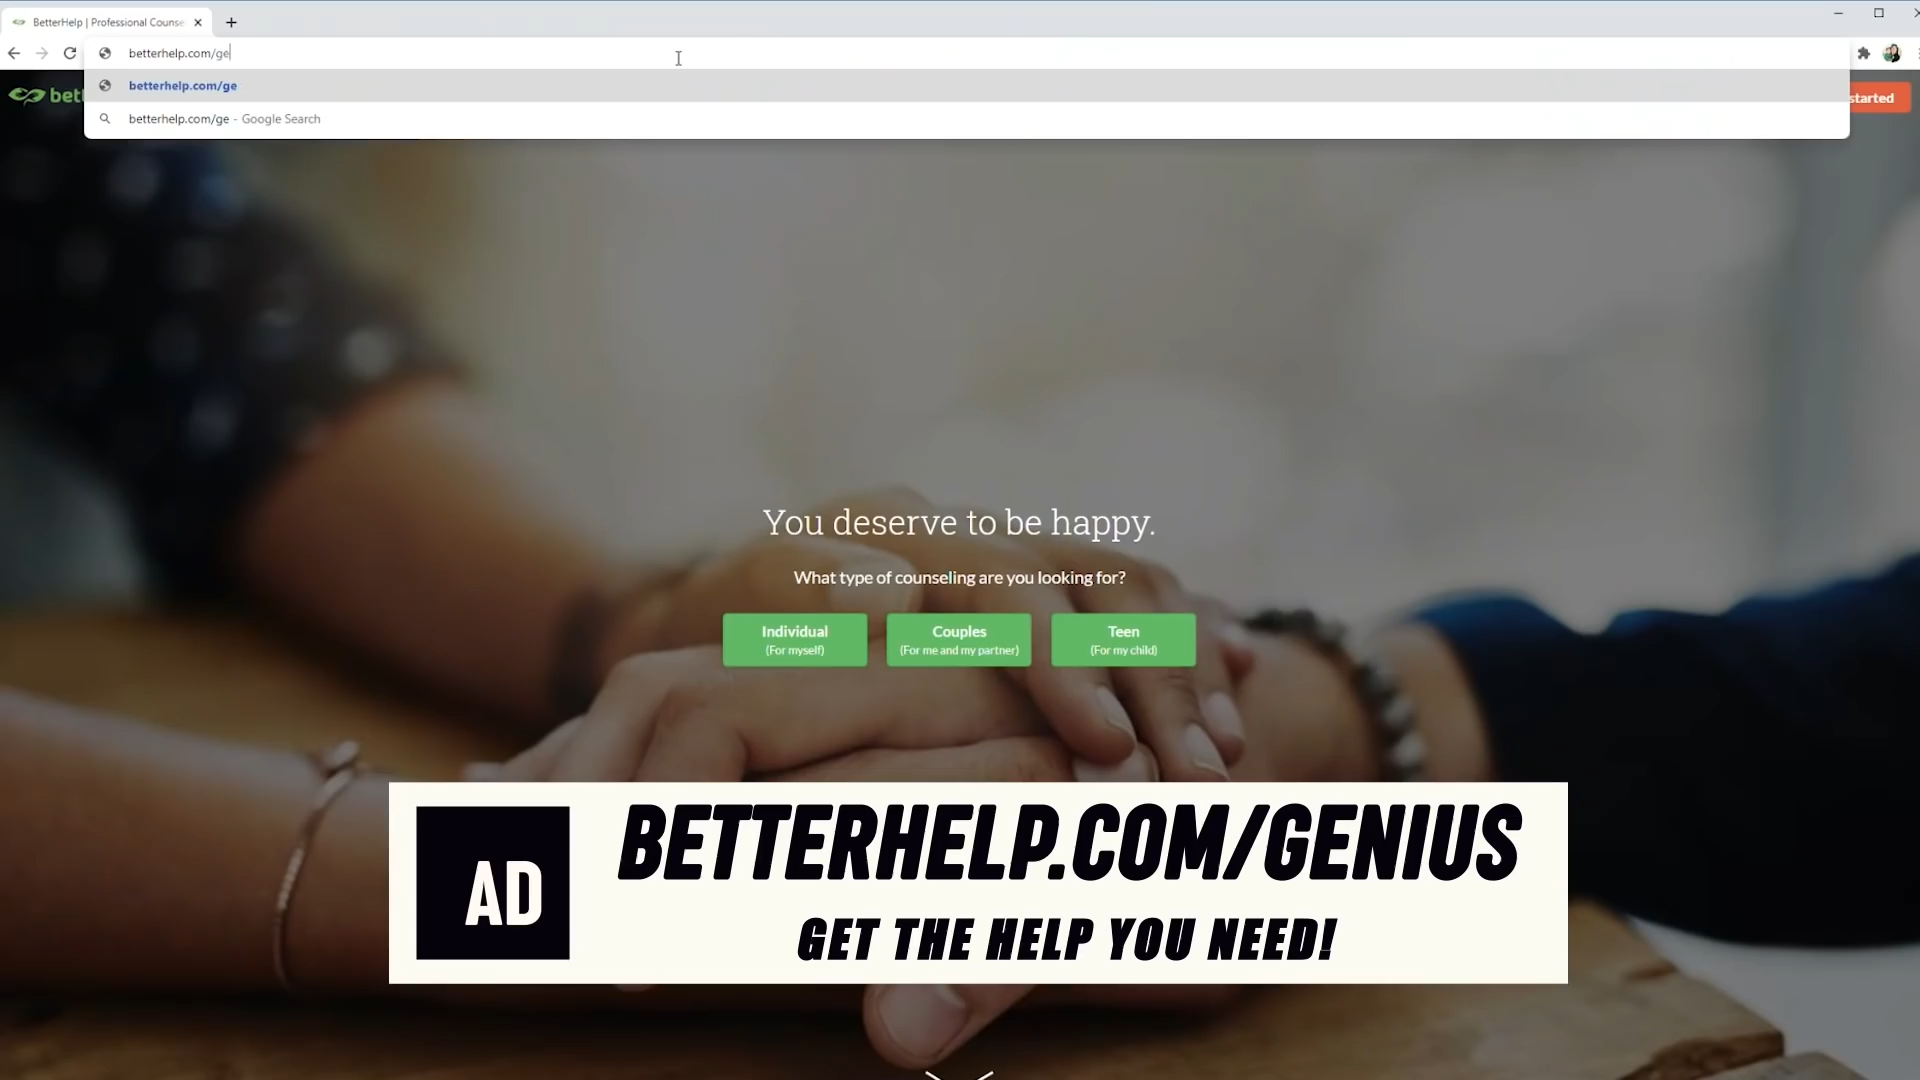 BetterHelp | Professional Counse
betterhelp.com/ge
betterhelp.com/ge
betterhelp.com/ge - Google Search
bet
started
You deserve to be happy.
What type of counseling are you looking for?
Individual
(For myself)
Couples
(For me and my partner)
Teen
(For my child)
AD
BETTERHELP.COM/GENIUS
GET THE HELP YOU NEED!